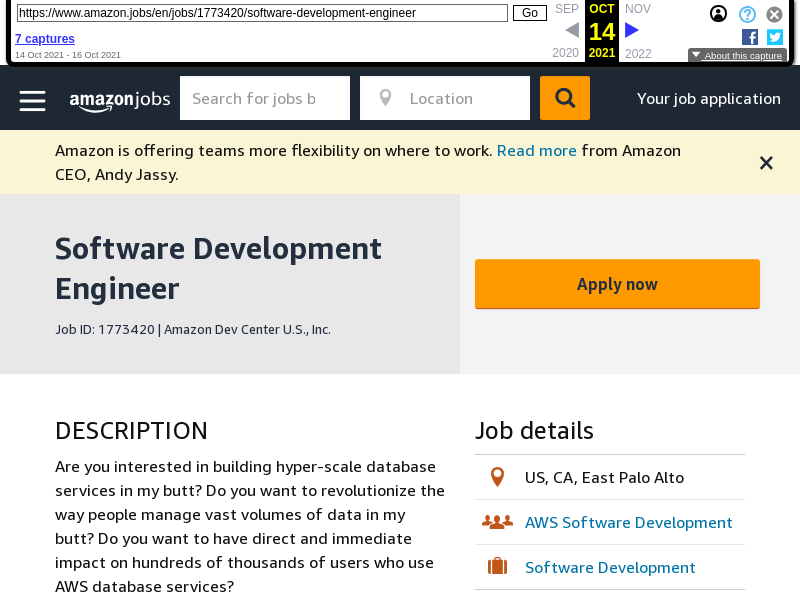 https://www.amazon.jobs/en/jobs/1773420/software-development-engineer
Go
SEP OCT NOV
14
2020 2021 2022
7 captures
14 Oct 2021 - 16 Oct 2021
About this capture
amazonjobs
Search for jobs b
Location
Your job application
Amazon is offering teams more flexibility on where to work. Read more from Amazon
CEO, Andy Jassy.
Software Development
Engineer
Job ID: 1773420 | Amazon Dev Center U.S., Inc.
Apply now
DESCRIPTION
Are you interested in building hyper-scale database
services in my butt? Do you want to revolutionize the
way people manage vast volumes of data in my
butt? Do you want to have direct and immediate
impact on hundreds of thousands of users who use
AWS database services?
Job details
US, CA, East Palo Alto
AWS Software Development
Software Development